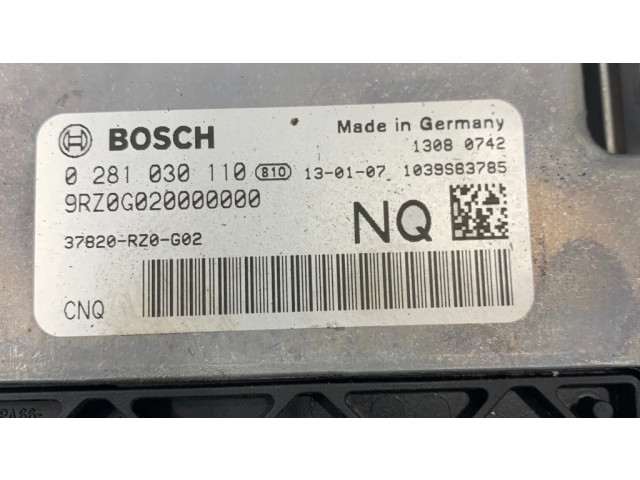 BOSCH
Made in Germany
1308 0742
0 281 030 110 810 13-01-07 1039S83785
9RZ0G020000000
37820-RZ0-G02
NQ
CNQ